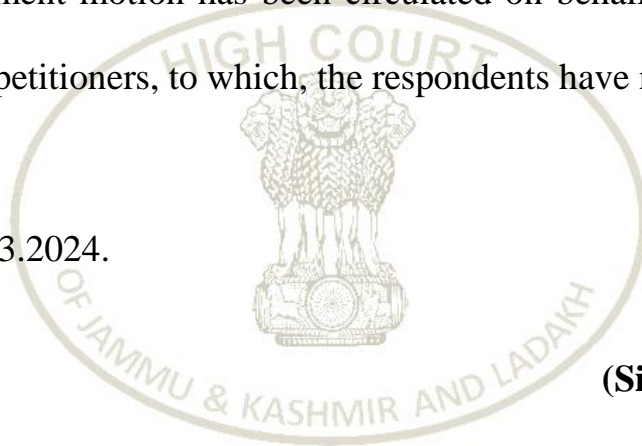 ment motion has been circulated on behalf
HIGH COURT
petitioners, to which, the respondents have
3.2024.
OF JAMMU & KASHMIR AND LADAKH
(Si